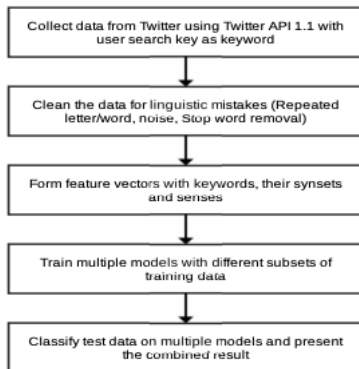 Collect data from Twitter using Twitter API 1.1 with
user search key as keyword
Clean the data for linguistic mistakes (Repeated
letter/word, noise, Stop word removal)
Form feature vectors with keywords, their synsets
and senses
Train multiple models with different subsets of
training data
Classify test data on multiple models and present
the combined result